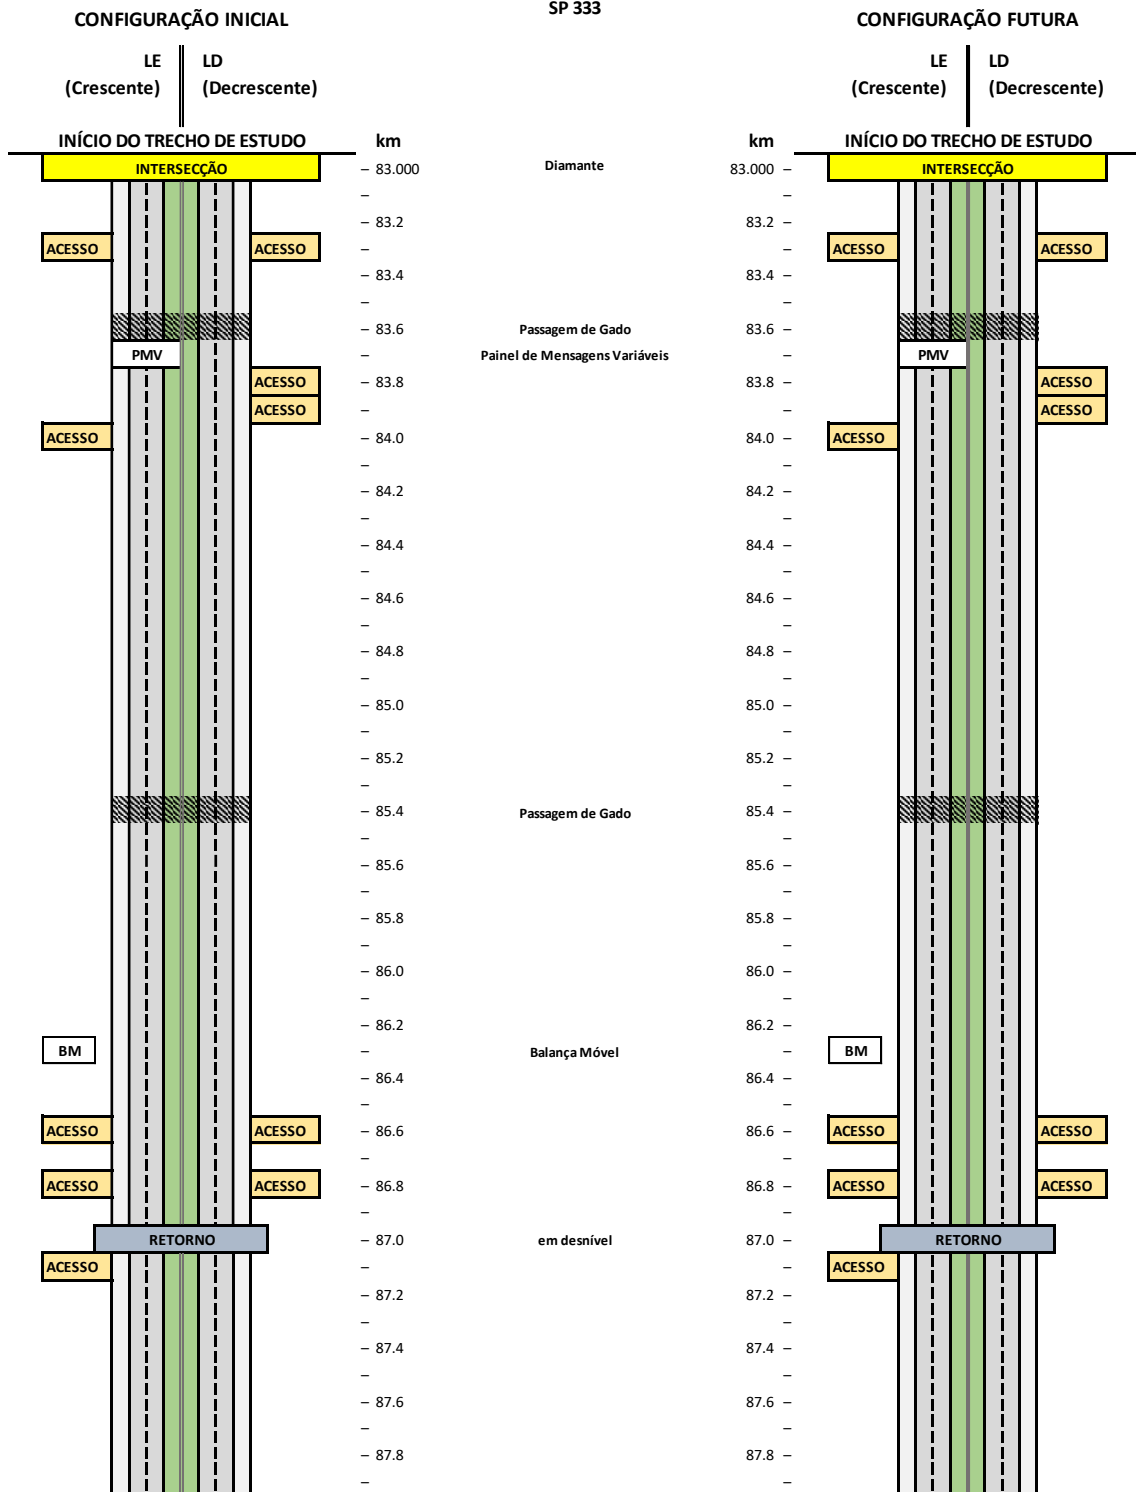 SP 333
CONFIGURAÇÃO INICIAL CONFIGURAÇÃO FUTURA
LE LD LE LD
(Crescente) (Decrescente) (Crescente) (Decrescente)
INÍCIO DO TRECHO DE ESTUDO km km INÍCIO DO TRECHO DE ESTUDO
INTERSECÇÃO – 83.000 Diamante 83.000 – INTERSECÇÃO
– –
– 83.2 83.2 –
ACESSO ACESSO – – ACESSO ACESSO
– 83.4 83.4 –
– –
– 83.6 Passagem de Gado 83.6 –
PMV – Painel de Mensagens Variáveis – PMV
ACESSO – 83.8 83.8 – ACESSO
ACESSO – – ACESSO
ACESSO – 84.0 84.0 – ACESSO
– –
– 84.2 84.2 –
– –
– 84.4 84.4 –
– –
– 84.6 84.6 –
– –
– 84.8 84.8 –
– –
– 85.0 85.0 –
– –
– 85.2 85.2 –
– –
– 85.4 Passagem de Gado 85.4 –
– –
– 85.6 85.6 –
– –
– 85.8 85.8 –
– –
– 86.0 86.0 –
– –
– 86.2 86.2 –
BM – Balança Móvel – BM
– 86.4 86.4 –
– –
ACESSO ACESSO – 86.6 86.6 – ACESSO ACESSO
– –
ACESSO ACESSO – 86.8 86.8 – ACESSO ACESSO
– –
RETORNO – 87.0 em desnível 87.0 – RETORNO
ACESSO – – ACESSO
– 87.2 87.2 –
– –
– 87.4 87.4 –
– –
– 87.6 87.6 –
– –
– 87.8 87.8 –
– –